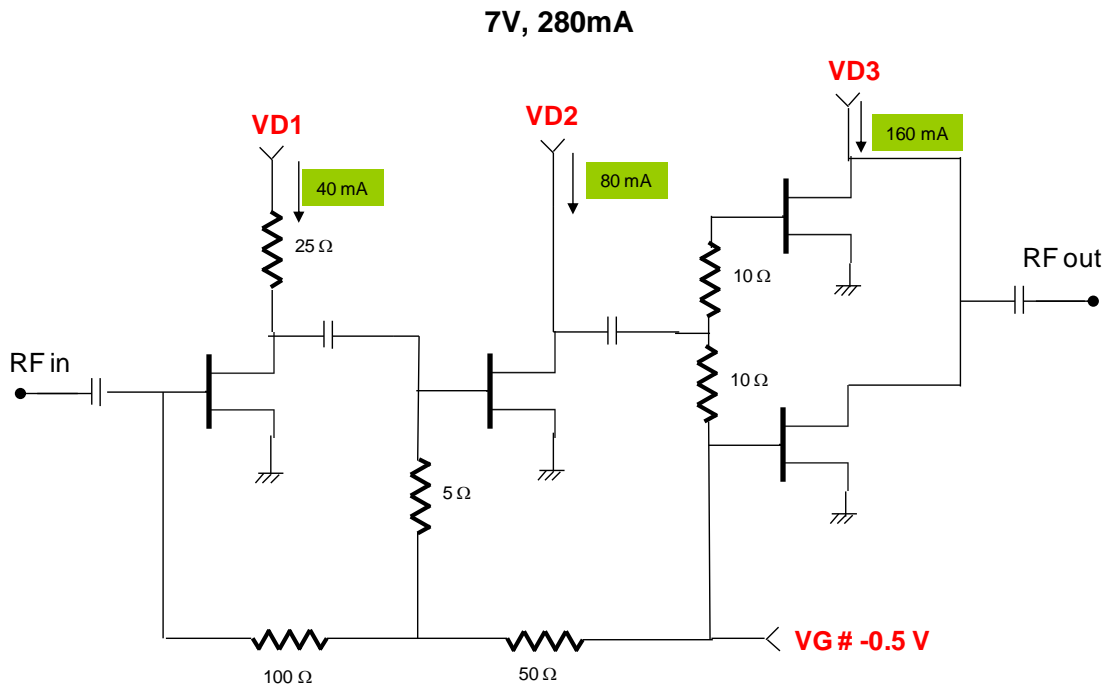 7V, 280mA
VD3
VD1
VD2
160 mA
40 mA
80 mA
25 Ω
RF out
10 Ω
RF in
10 Ω
5 Ω
VG # -0.5 V
100 Ω
50 Ω